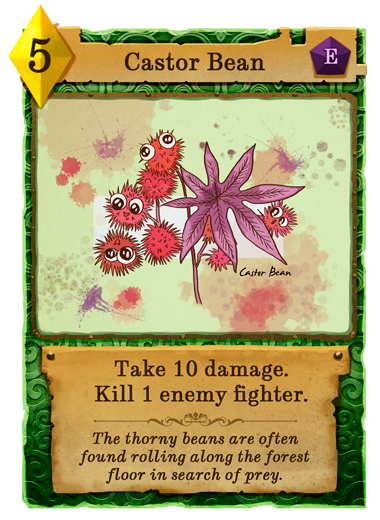 5
Castor Bean
E
Castor Bean
Take 10 damage.
Kill 1 enemy fighter.
The thorny beans are often
found rolling along the forest
floor in search of prey.